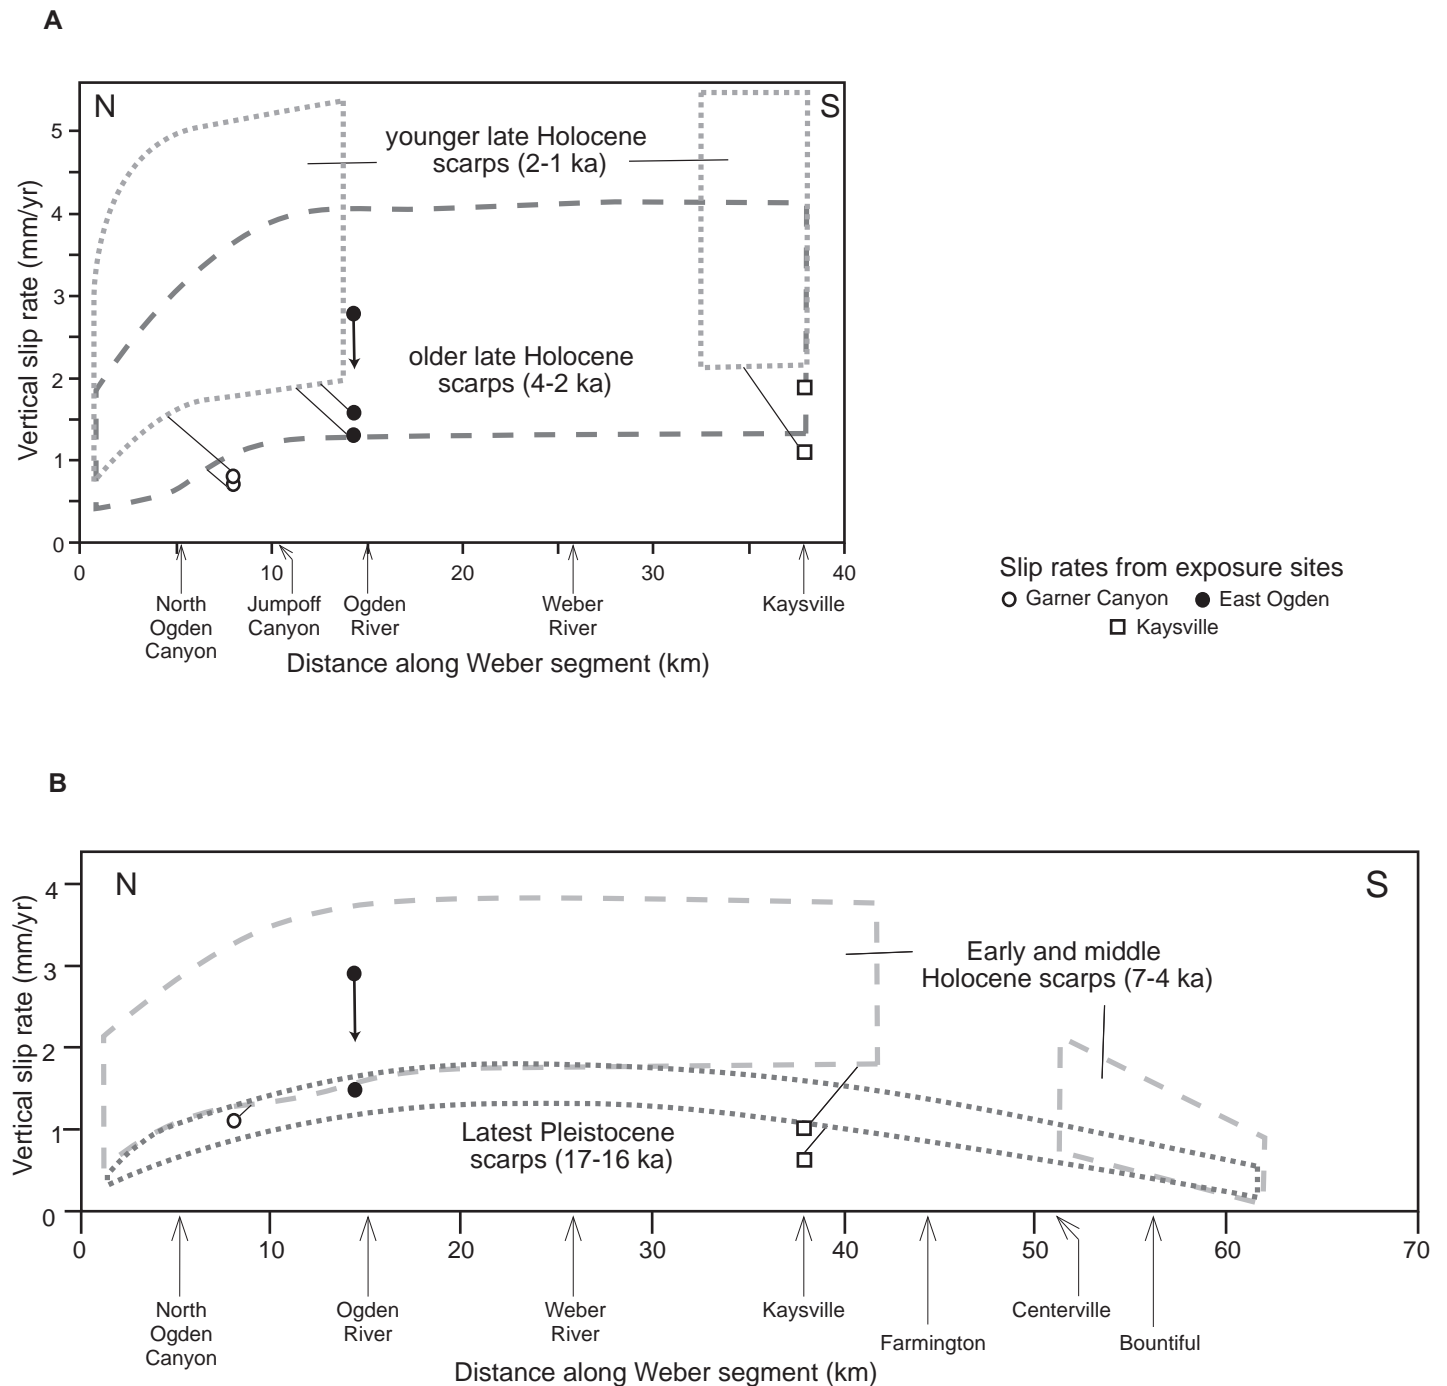 A
N
S
younger late Holocene
scarps (2-1 ka)
older late Holocene
scarps (4-2 ka)
Vertical slip rate (mm/yr)
5
4
3
2
1
0
0 10 20 30 40
North
Ogden
Canyon
Jumpoff
Canyon
Ogden
River
Weber
River
Kaysville
Distance along Weber segment (km)
Slip rates from exposure sites
Garner Canyon
East Ogden
Kaysville
B
N
S
Early and middle
Holocene scarps (7-4 ka)
Latest Pleistocene
scarps (17-16 ka)
Vertical slip rate (mm/yr)
4
3
2
1
0
0 10 20 30 40 50 60 70
North
Ogden
Canyon
Ogden
River
Weber
River
Kaysville
Farmington
Centerville
Bountiful
Distance along Weber segment (km)